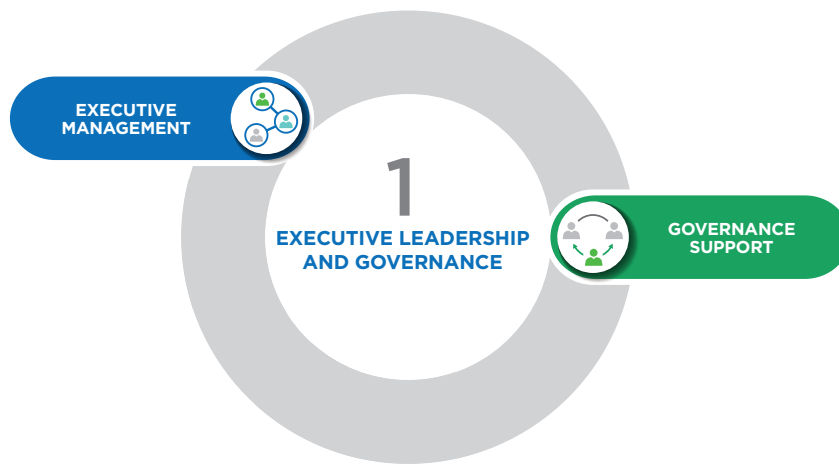 EXECUTIVE
MANAGEMENT
1
EXECUTIVE LEADERSHIP
AND GOVERNANCE
GOVERNANCE
SUPPORT